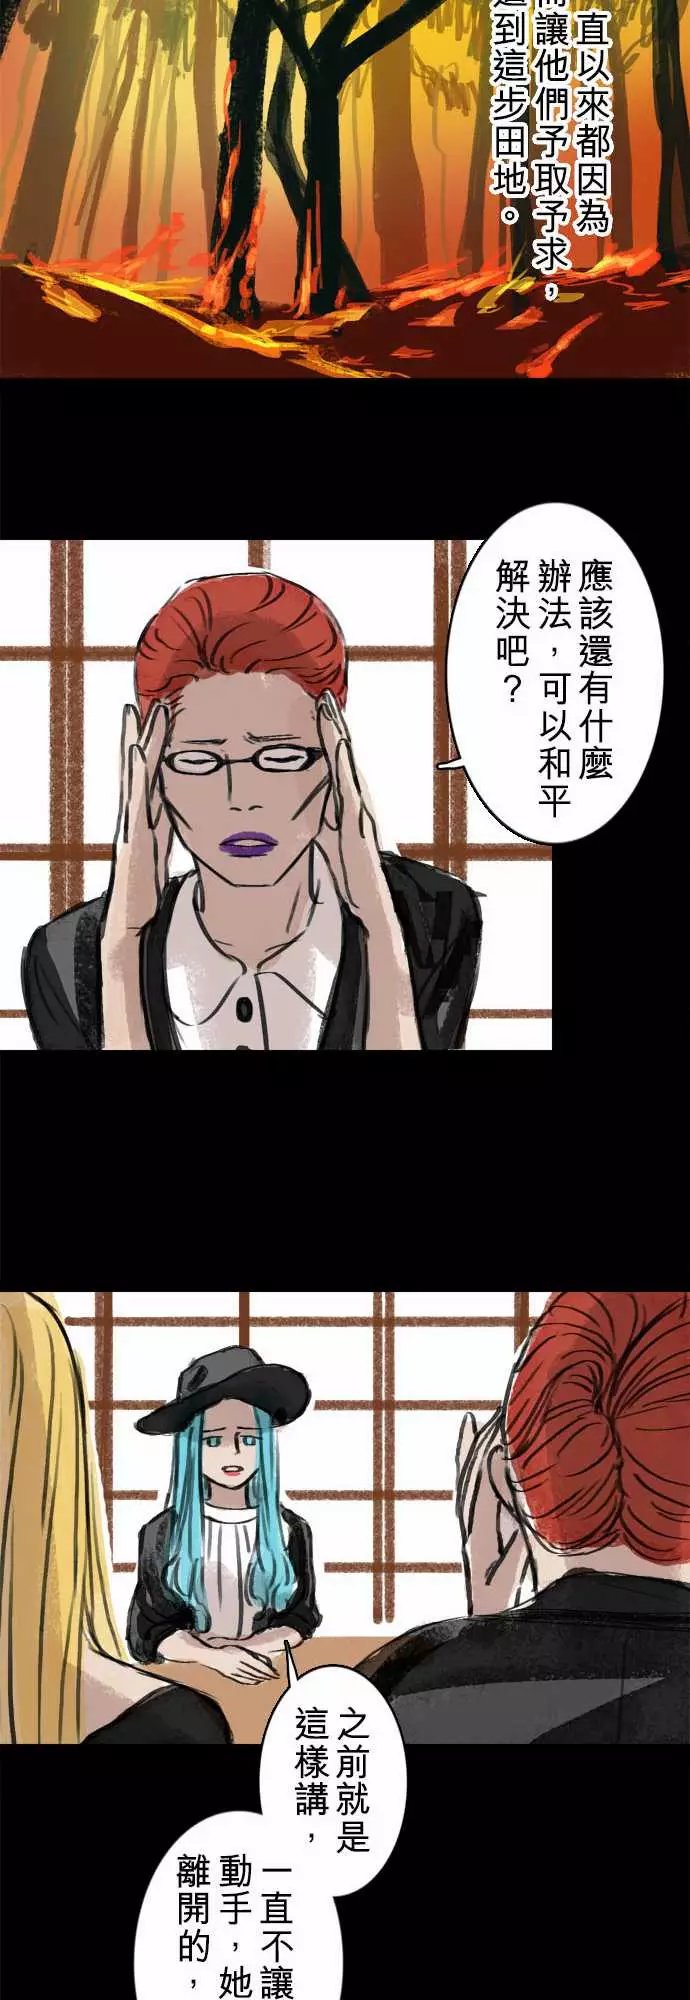 直以來都因為
讓他們予取予求，
到這步田地。
應該還有什麼
辦法，可以和平
解決吧？
之前就是
這樣講，
一直不讓
動手，她
離開的，